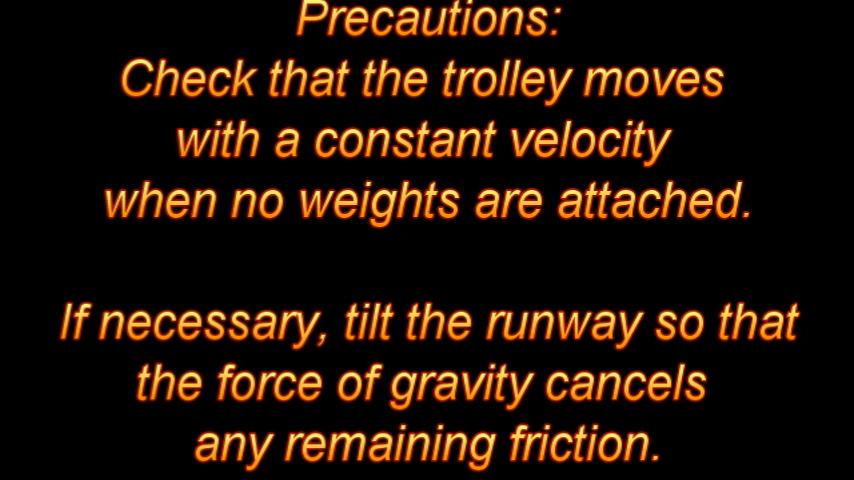 Precautions:
Check that the trolley moves
with a constant velocity
when no weights are attached.
If necessary, tilt the runway so that
the force of gravity cancels
any remaining friction.